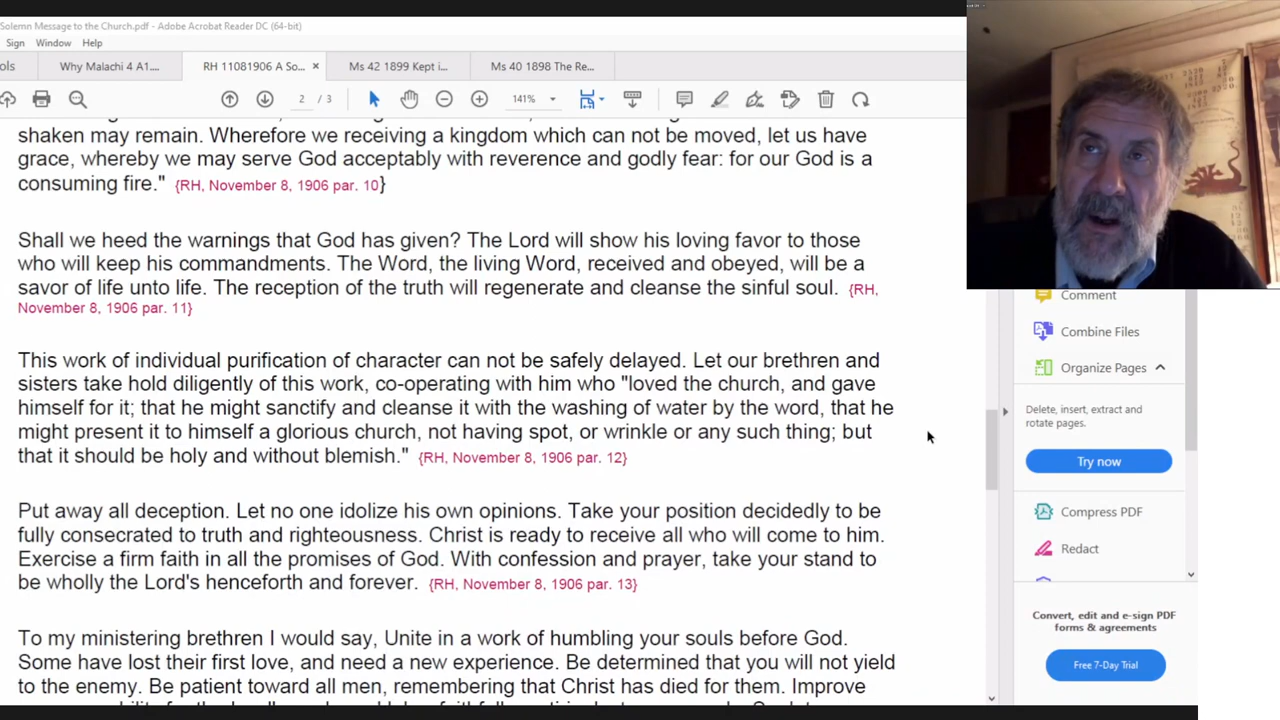 Solemn Message to the Church.pdf - Adobe Acrobat Reader DC (64-bit)
Sign Window Help
ols Why Malachi 4 A1.... RH 11081906 A So... × Ms 42 1899 Kept i... Ms 40 1898 The Re...
2 / 3 141%
shaken may remain. Wherefore we receiving a kingdom which can not be moved, let us have
grace, whereby we may serve God acceptably with reverence and godly fear: for our God is a
consuming fire." {RH, November 8, 1906 par. 10}
Shall we heed the warnings that God has given? The Lord will show his loving favor to those
who will keep his commandments. The Word, the living Word, received and obeyed, will be a
savor of life unto life. The reception of the truth will regenerate and cleanse the sinful soul. {RH,
November 8, 1906 par. 11}
This work of individual purification of character can not be safely delayed. Let our brethren and
sisters take hold diligently of this work, co-operating with him who "loved the church, and gave
himself for it; that he might sanctify and cleanse it with the washing of water by the word, that he
might present it to himself a glorious church, not having spot, or wrinkle or any such thing; but
that it should be holy and without blemish." {RH, November 8, 1906 par. 12}
Put away all deception. Let no one idolize his own opinions. Take your position decidedly to be
fully consecrated to truth and righteousness. Christ is ready to receive all who will come to him.
Exercise a firm faith in all the promises of God. With confession and prayer, take your stand to
be wholly the Lord's henceforth and forever. {RH, November 8, 1906 par. 13}
To my ministering brethren I would say, Unite in a work of humbling your souls before God.
Some have lost their first love, and need a new experience. Be determined that you will not yield
to the enemy. Be patient toward all men, remembering that Christ has died for them. Improve
Comment
Combine Files
Organize Pages
Delete, insert, extract and
rotate pages.
Try now
Compress PDF
Redact
Convert, edit and e-sign PDF
forms & agreements
Free 7-Day Trial